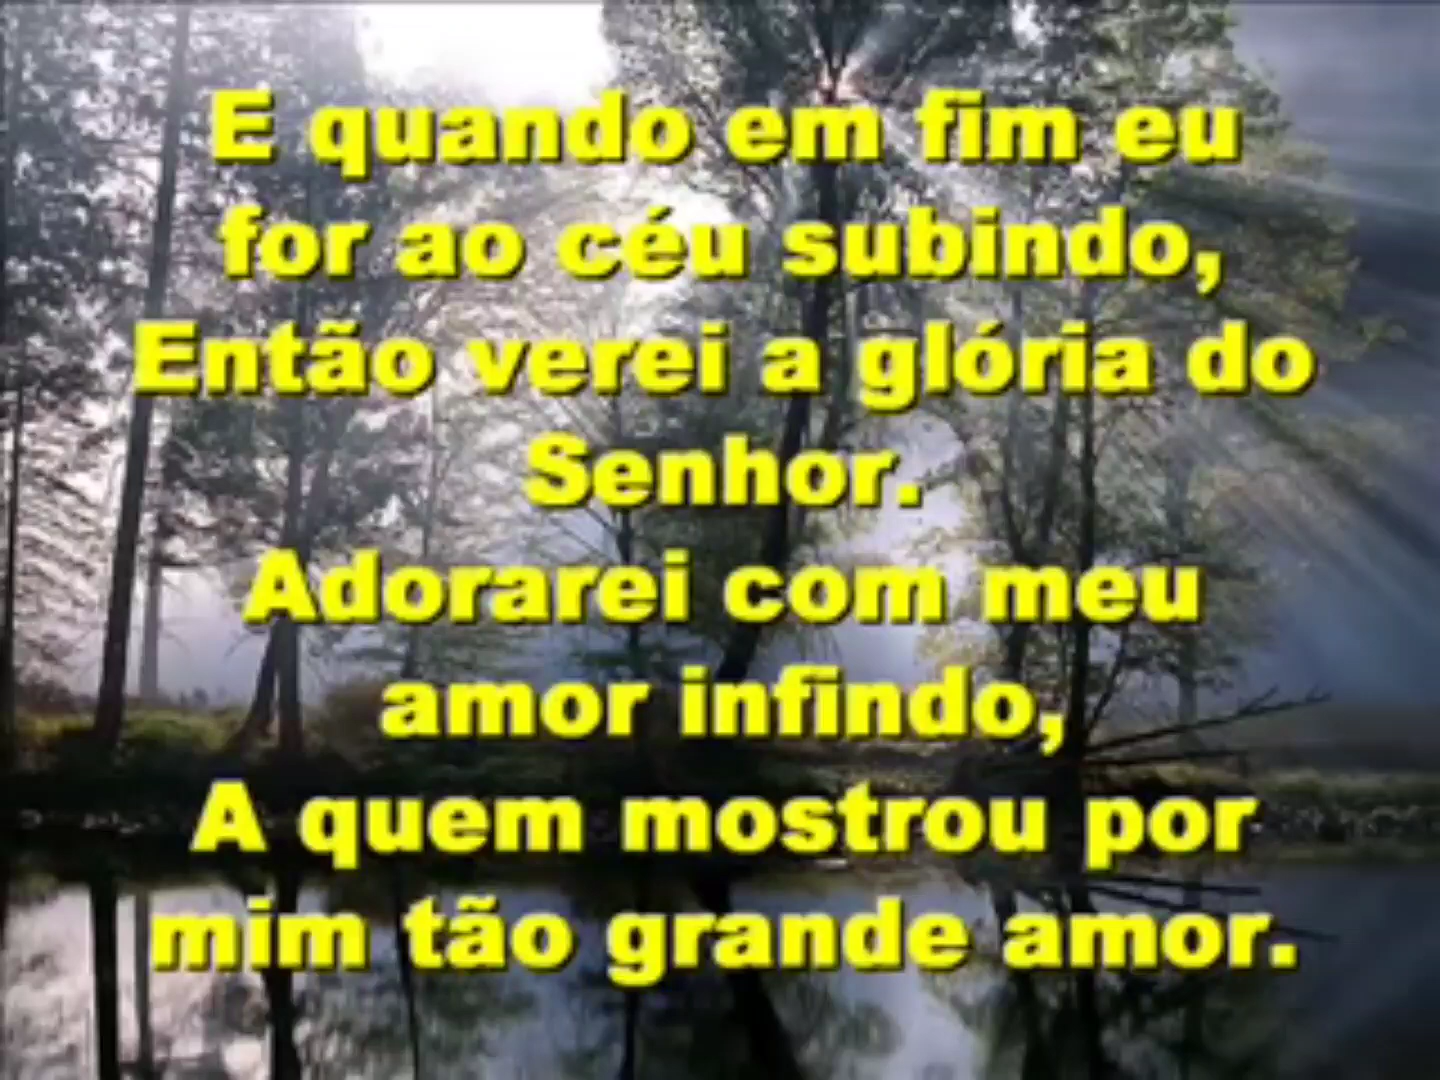 E quando em fim eu
for ao céu subindo,
Então verei a glória do
Senhor.
Adorarei com meu
amor infindo,
A quem mostrou por
mim tão grande amor.